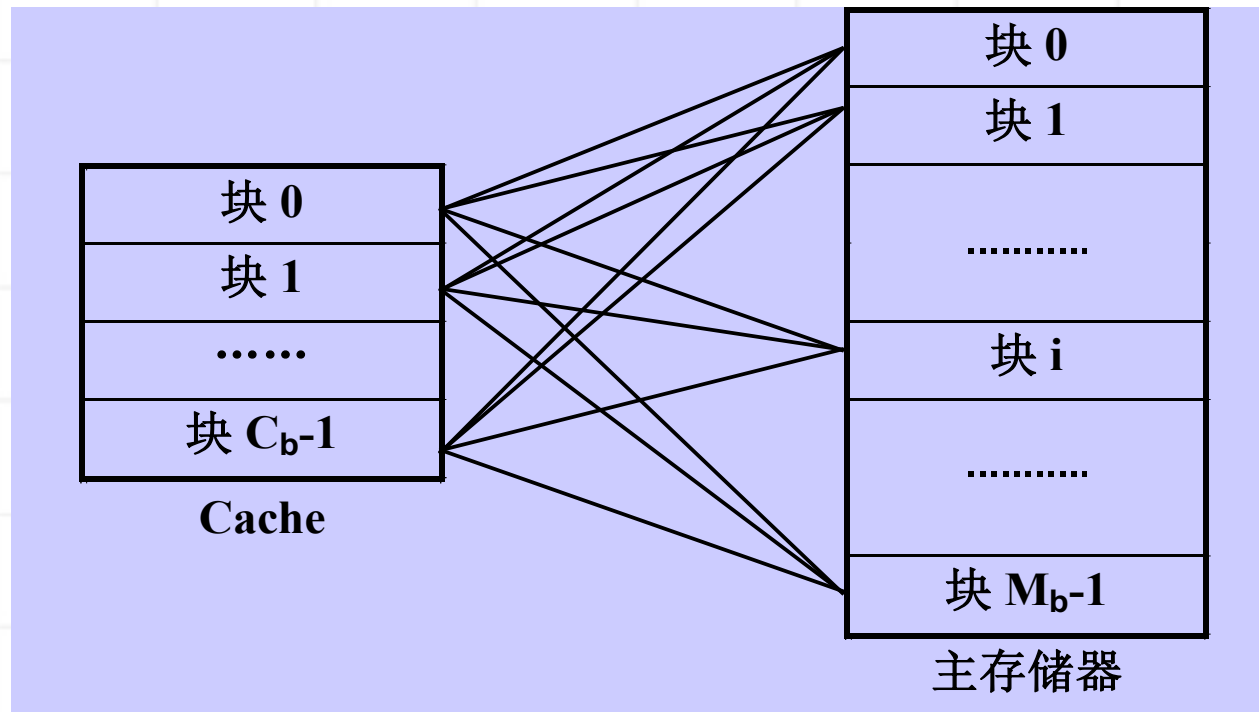 块 0
块 1
……
块 Cb-1
Cache
块 0
块 1
............
块 i
............
块 Mb-1
主存储器